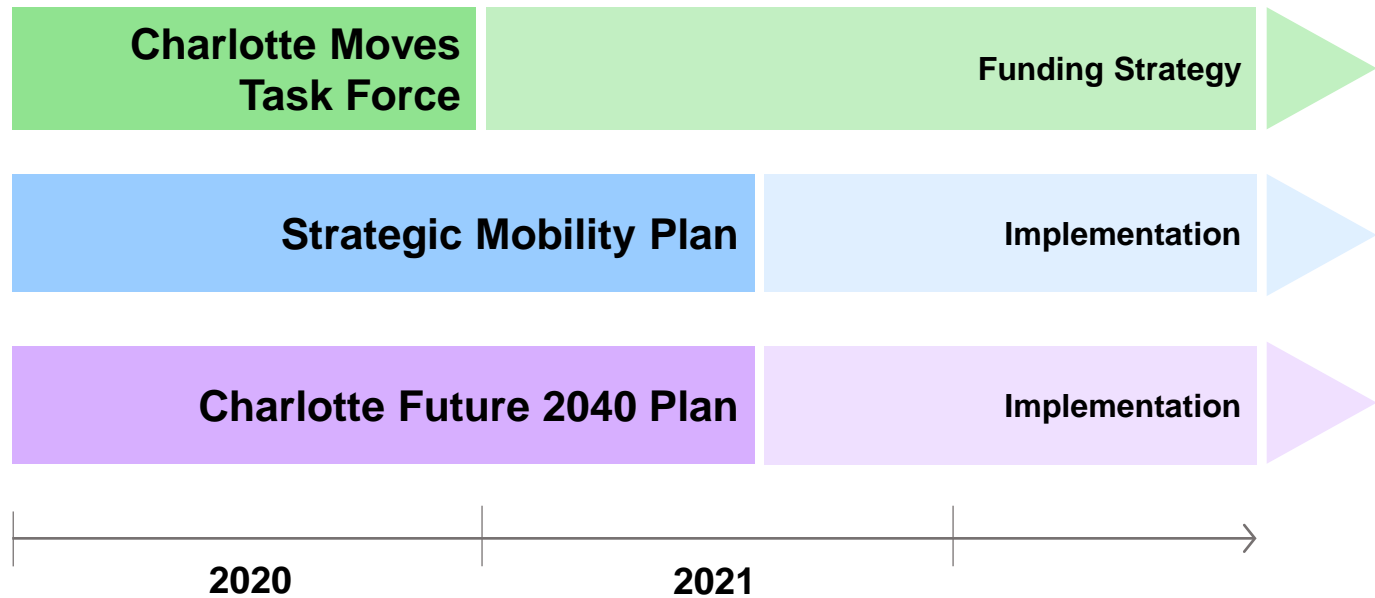 Charlotte Moves
Task Force
Funding Strategy
Strategic Mobility Plan
Implementation
Charlotte Future 2040 Plan
Implementation
2020
2021